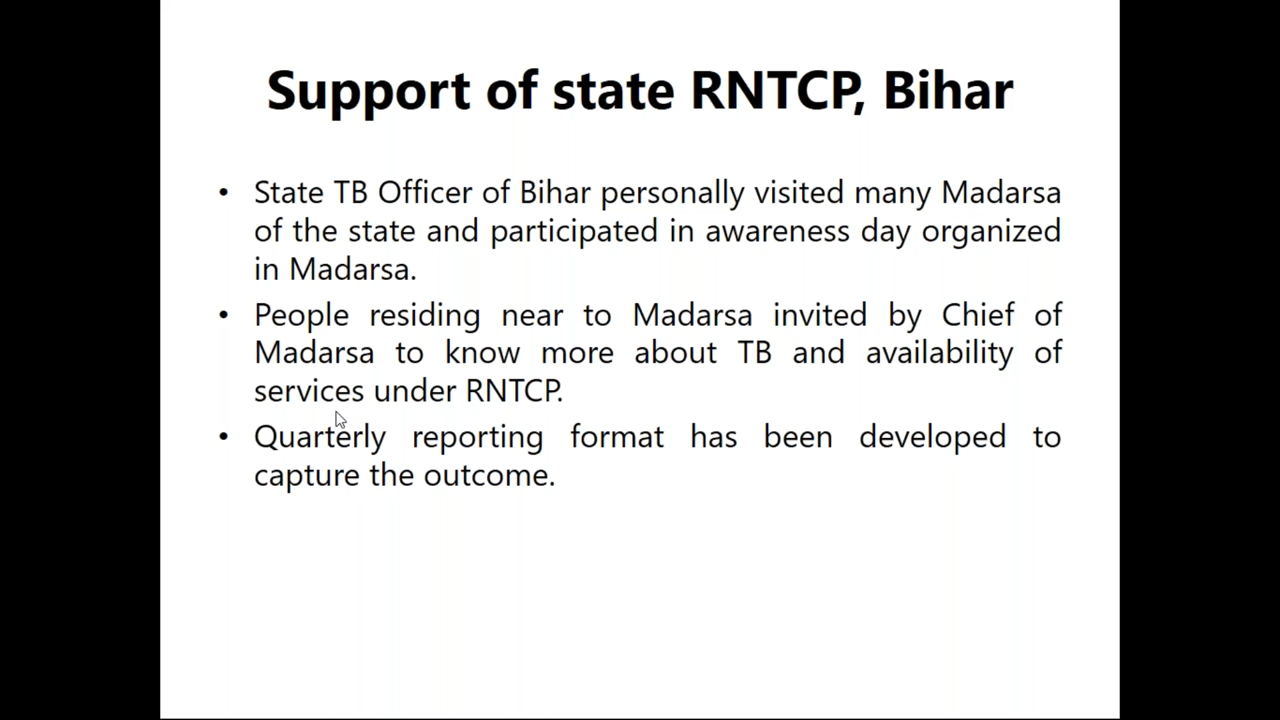 Support of state RNTCP, Bihar
• State TB Officer of Bihar personally visited many Madarsa
of the state and participated in awareness day organized
in Madarsa.
• People residing near to Madarsa invited by Chief of
Madarsa to know more about TB and availability of
services under RNTCP.
• Quarterly reporting format has been developed to
capture the outcome.